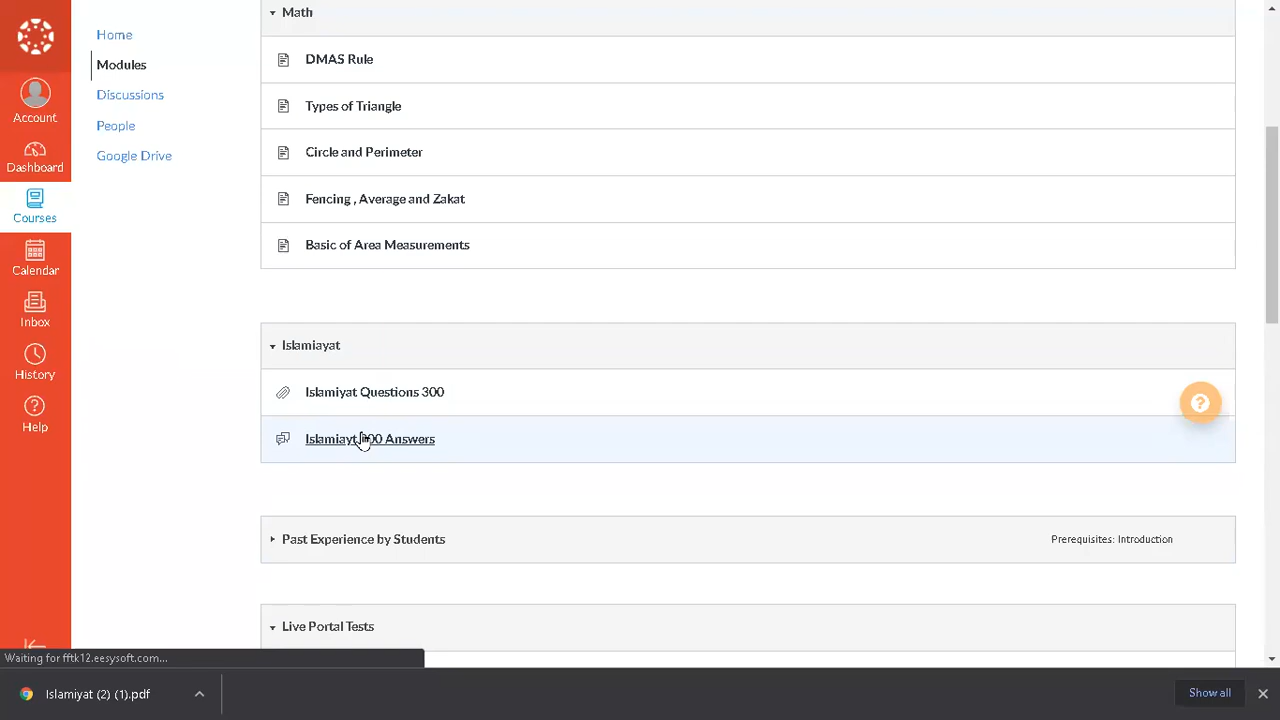 Math
Home
DMAS Rule
Modules
Discussions
Types of Triangle
Account
People
Circle and Perimeter
Google Drive
Dashboard
Fencing , Average and Zakat
Courses
Basic of Area Measurements
Calendar
Inbox
Islamiayat
History
Islamiyat Questions 300
Help
Islamiayt 300 Answers
Past Experience by Students
Prerequisites: Introduction
Live Portal Tests
Waiting for fftk12.eesysoft.com...
Islamiyat (2) (1).pdf
Show all